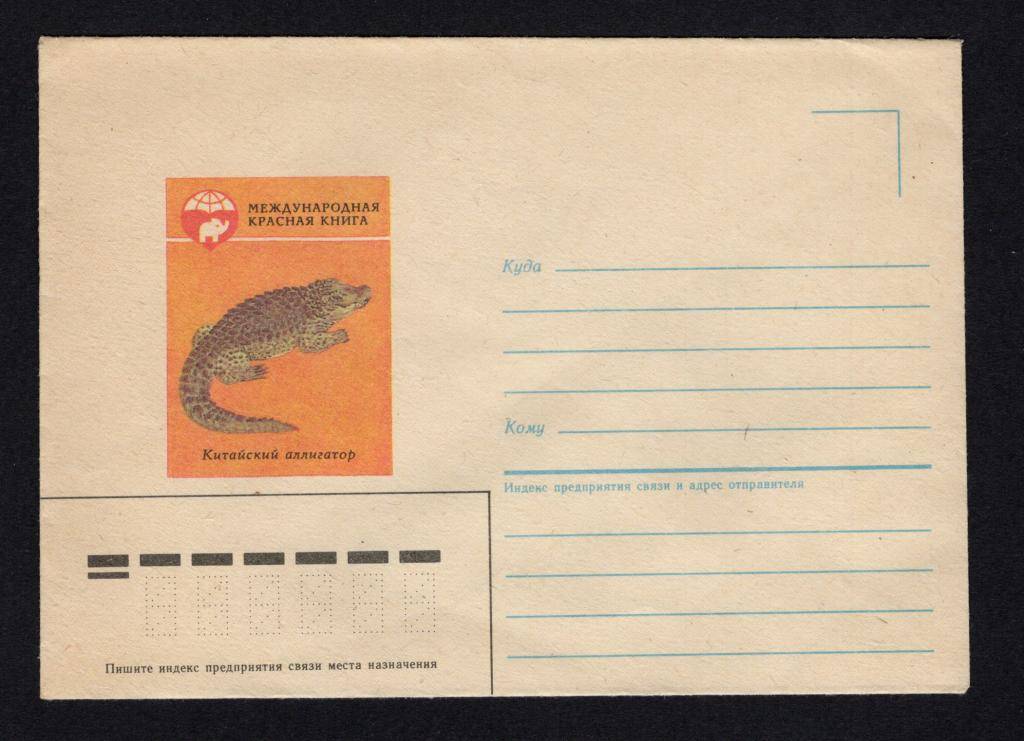 МЕЖДУНАРОДНАЯ
КРАСНАЯ КНИГА
Китайский аллигатор
Куда
Кому
Индекс предприятия связи и адрес отправителя
Пишите индекс предприятия связи места назначения